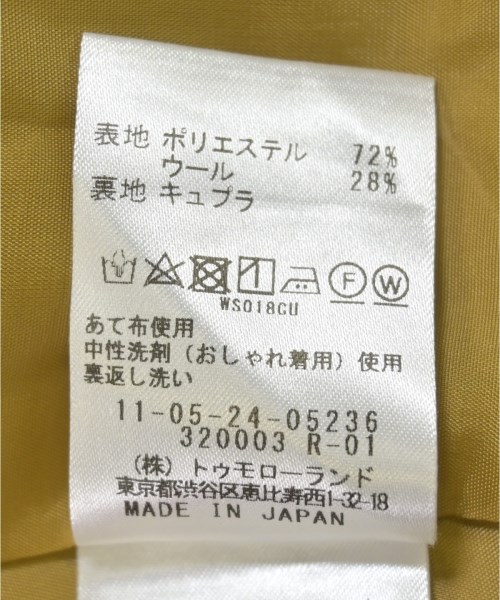 表地 ポリエステル 72%
ウール 28%
裏地 キュプラ
F W
WS018CU
あて布使用
中性洗剤（おしゃれ着用）使用
裏返し洗い
11-05-24-05236
320003 R-01
（株）トゥモローランド
東京都渋谷区恵比寿西1-32-18
MADE IN JAPAN